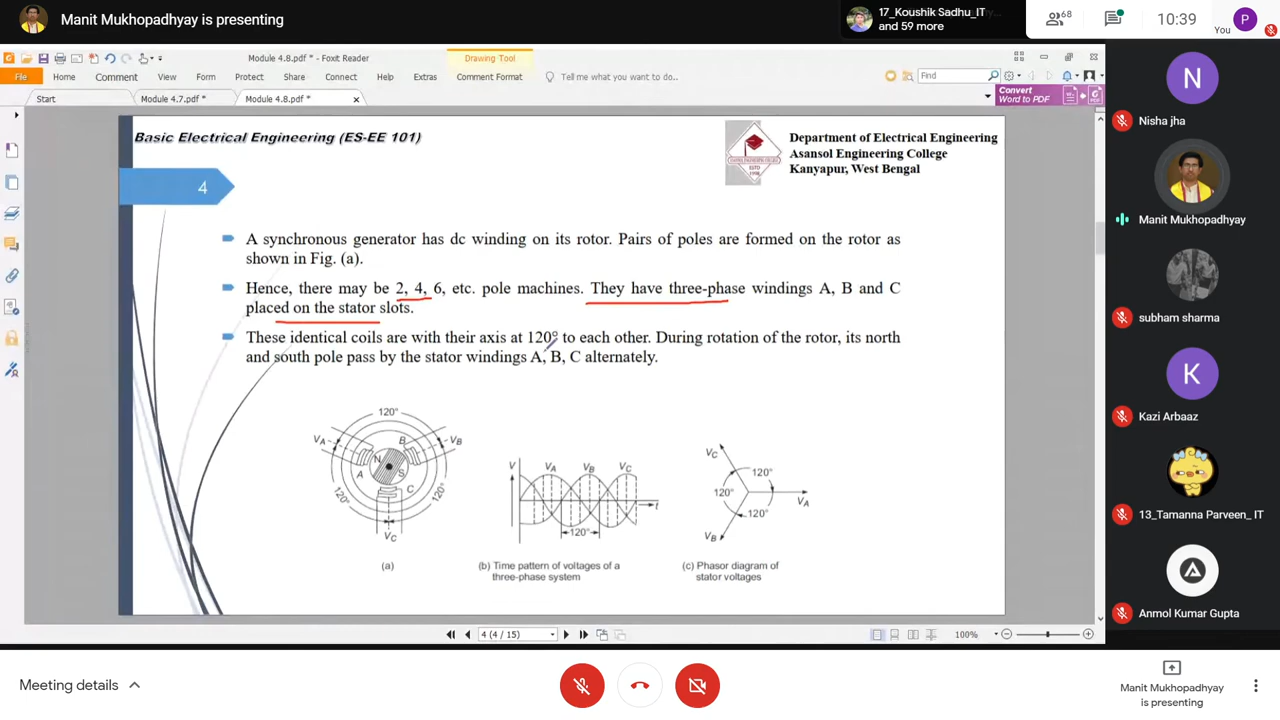 Manit Mukhopadhyay is presenting
17_Koushik Sadhu_IT
and 59 more
68
10:39
You
P
Module 4.8.pdf * - Foxit Reader
Drawing Tool
File
Home
Comment
View
Form
Protect
Share
Connect
Help
Extras
Comment Format
Tell me what you want to do..
Find
Start
Module 4.7.pdf *
Module 4.8.pdf *
Convert
Word to PDF
Basic Electrical Engineering (ES-EE 101)
Department of Electrical Engineering
Asansol Engineering College
Kanyapur, West Bengal
4
A synchronous generator has dc winding on its rotor. Pairs of poles are formed on the rotor as
shown in Fig. (a).
Hence, there may be 2, 4, 6, etc. pole machines. They have three-phase windings A, B and C
placed on the stator slots.
These identical coils are with their axis at 120° to each other. During rotation of the rotor, its north
and south pole pass by the stator windings A, B, C alternately.
120°
VA
B
VB
N
A
S
C
120°
120°
VC
(a)
V
VA
VB
VC
t
120°
(b) Time pattern of voltages of a
three-phase system
VC
120°
120°
VA
120°
VB
(c) Phasor diagram of
stator voltages
4 (4 / 15)
100%
N
Nisha jha
Manit Mukhopadhyay
subham sharma
K
Kazi Arbaaz
13_Tamanna Parveen_ IT
Anmol Kumar Gupta
Meeting details
Manit Mukhopadhyay
is presenting